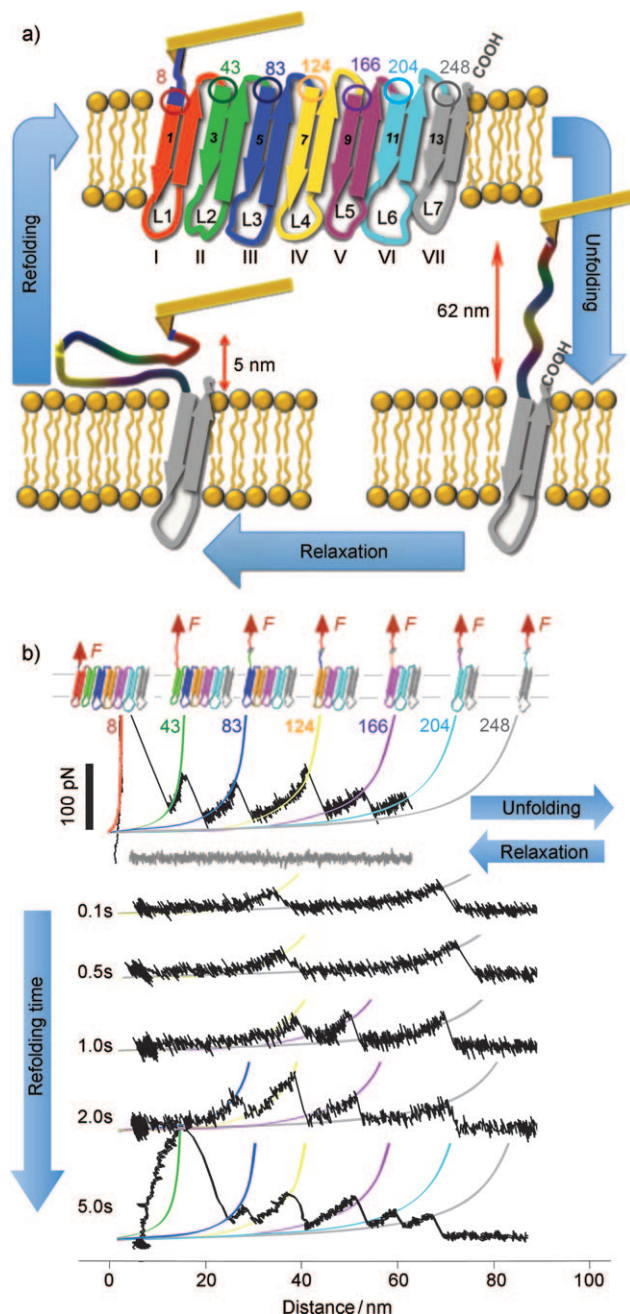 a)
8 43 83 124 166 204 248 COOH
1 3 5 7 9 11 13
L1 L2 L3 L4 L5 L6 L7
I II III IV V VI VII
Refolding
Unfolding
62 nm
COOH
5 nm
Relaxation
b)
F F F F F F F
8 43 83 124 166 204 248
100 pN
Unfolding
Relaxation
Refolding time
0.1s
0.5s
1.0s
2.0s
5.0s
0 20 40 60 80 100
Distance / nm